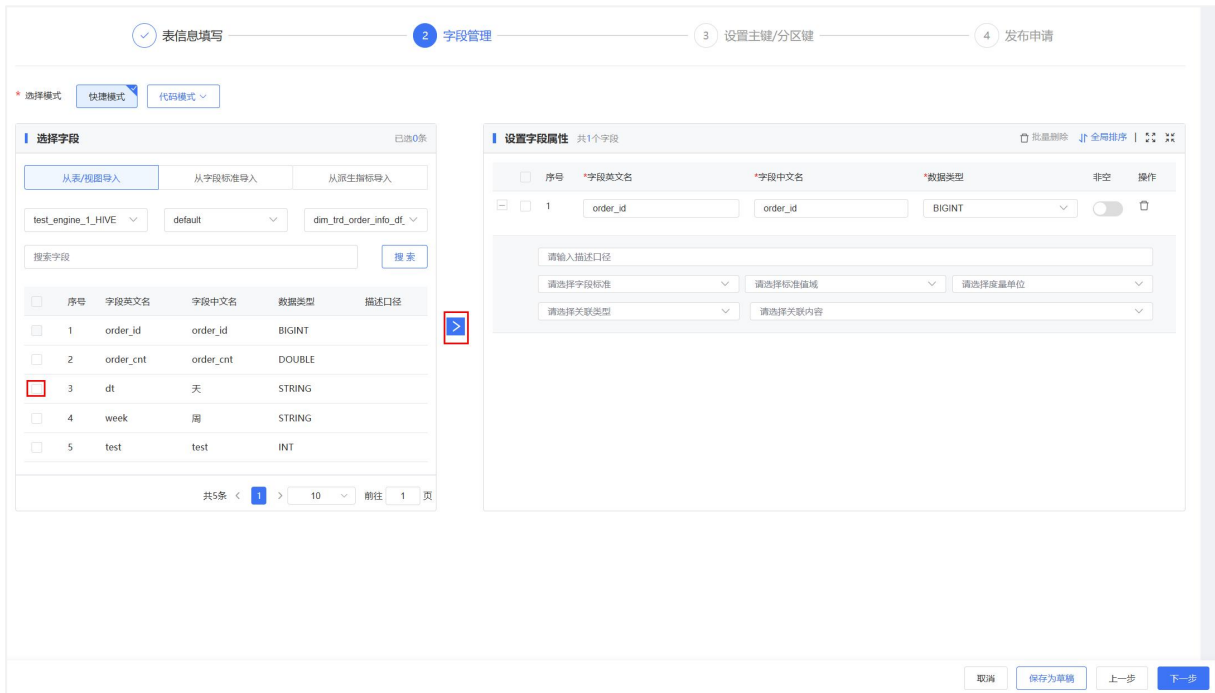 表信息填写 2 字段管理 3 设置主键/分区键 4 发布申请
* 选择模式 快捷模式 代码模式
选择字段 已选0条
从表/视图导入 从字段标准导入 从派生指标导入
test_engine_1_HIVE default dim_trd_order_info_df_
搜索字段 搜 索
序号 字段英文名 字段中文名 数据类型 描述口径
1 order_id order_id BIGINT
2 order_cnt order_cnt DOUBLE
3 dt 天 STRING
4 week 周 STRING
5 test test INT
共5条 < 1 > 10 前往 1 页
设置字段属性 共1个字段 批量删除 全局排序
序号 *字段英文名 *字段中文名 *数据类型 非空 操作
1 order_id order_id BIGINT
请输入描述口径
请选择字段标准 请选择标准值域 请选择度量单位
请选择关联类型 请选择关联内容
取消 保存为草稿 上一步 下一步